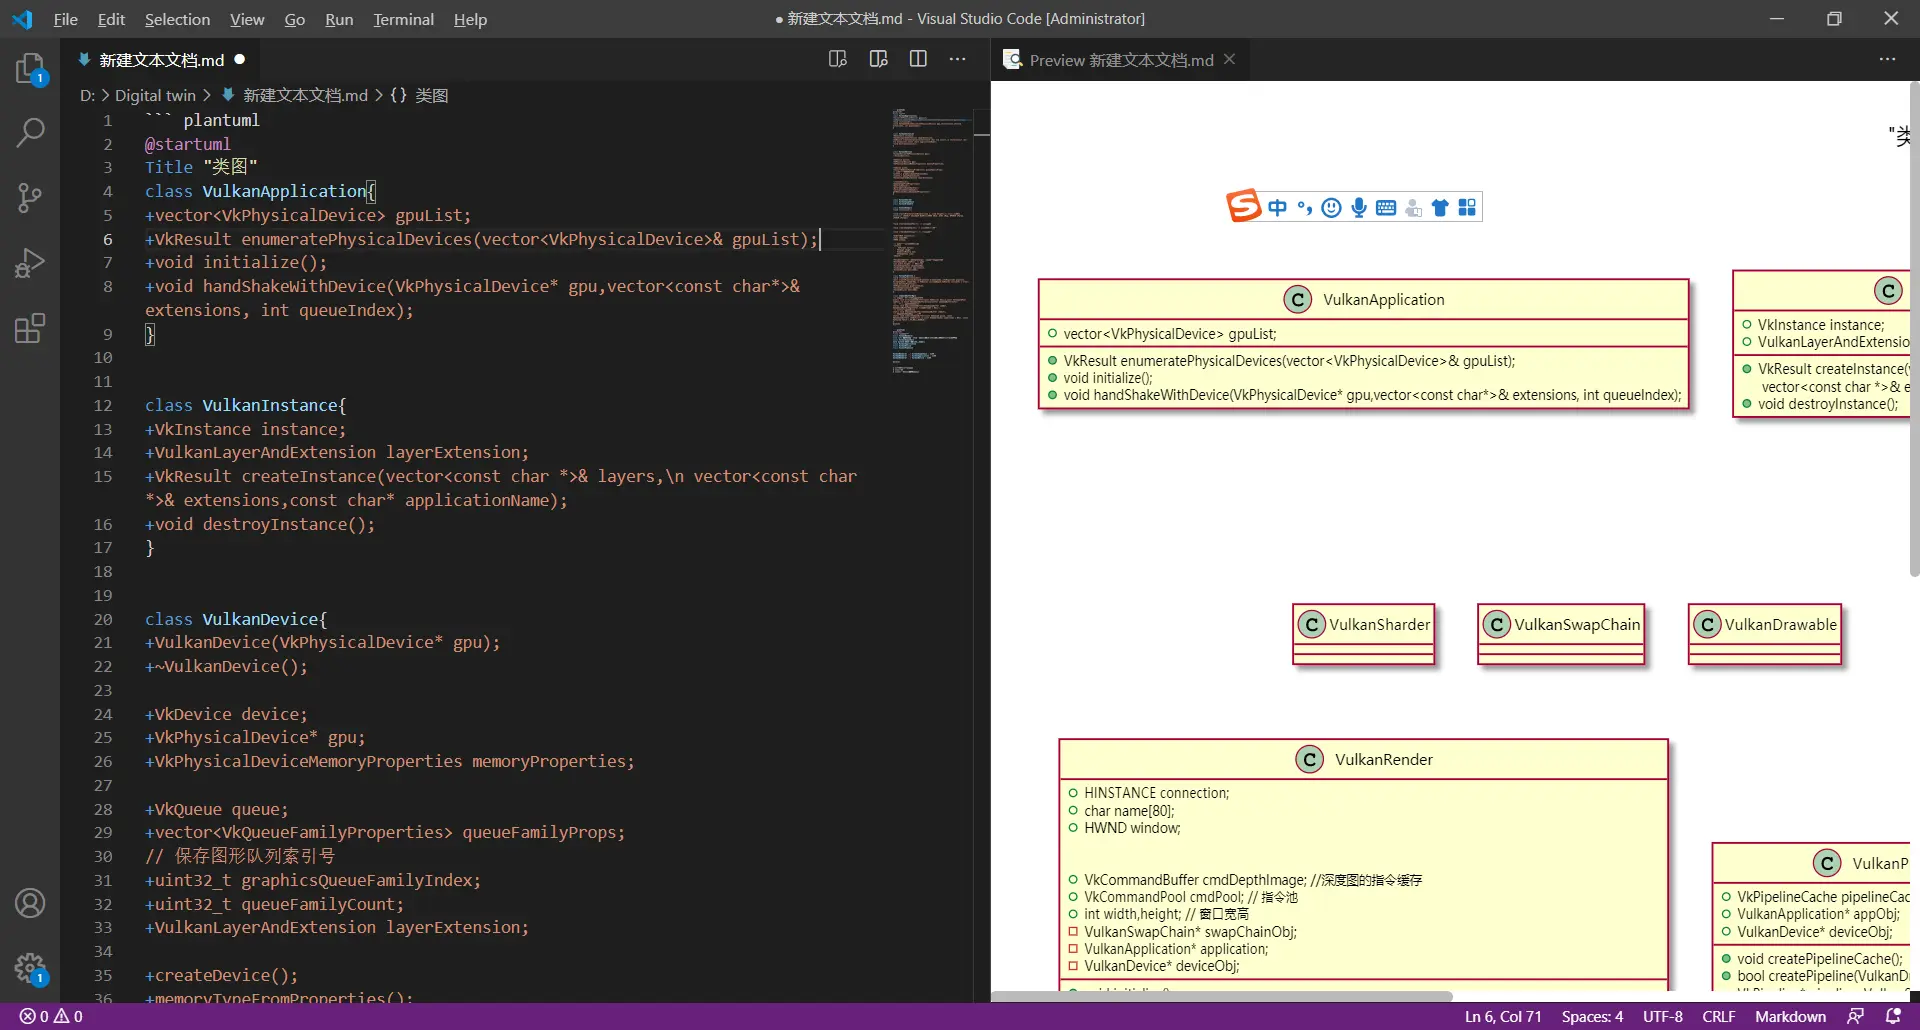 File Edit Selection View Go Run Terminal Help
● 新建文本文档.md - Visual Studio Code [Administrator]
新建文本文档.md ●
D: > Digital twin > 新建文本文档.md > {} 类图
1 ``` plantuml
2 @startuml
3 Title "类图"
4 class VulkanApplication{
5 +vector<VkPhysicalDevice> gpuList;
6 +VkResult enumeratePhysicalDevices(vector<VkPhysicalDevice>& gpuList);
7 +void initialize();
8 +void handShakeWithDevice(VkPhysicalDevice* gpu,vector<const char*>&
extensions, int queueIndex);
9 }
10
11
12 class VulkanInstance{
13 +VkInstance instance;
14 +VulkanLayerAndExtension layerExtension;
15 +VkResult createInstance(vector<const char *>& layers,\n vector<const char
*>& extensions,const char* applicationName);
16 +void destroyInstance();
17 }
18
19
20 class VulkanDevice{
21 +VulkanDevice(VkPhysicalDevice* gpu);
22 +~VulkanDevice();
23
24 +VkDevice device;
25 +VkPhysicalDevice* gpu;
26 +VkPhysicalDeviceMemoryProperties memoryProperties;
27
28 +VkQueue queue;
29 +vector<VkQueueFamilyProperties> queueFamilyProps;
30 // 保存图形队列索引号
31 +uint32_t graphicsQueueFamilyIndex;
32 +uint32_t queueFamilyCount;
33 +VulkanLayerAndExtension layerExtension;
34
35 +createDevice();
36 +memoryTypeFromProperties();
Preview 新建文本文档.md
"类
中 °,
C VulkanApplication
vector<VkPhysicalDevice> gpuList;
VkResult enumeratePhysicalDevices(vector<VkPhysicalDevice>& gpuList);
void initialize();
void handShakeWithDevice(VkPhysicalDevice* gpu,vector<const char*>& extensions, int queueIndex);
C
VkInstance instance;
VulkanLayerAndExtensio
VkResult createInstance(
vector<const char *>& e
void destroyInstance();
C VulkanSharder
C VulkanSwapChain
C VulkanDrawable
C VulkanRender
HINSTANCE connection;
char name[80];
HWND window;
VkCommandBuffer cmdDepthImage; //深度图的指令缓存
VkCommandPool cmdPool; // 指令池
int width,height; // 窗口宽高
VulkanSwapChain* swapChainObj;
VulkanApplication* application;
VulkanDevice* deviceObj;
C VulkanP
VkPipelineCache pipelineCac
VulkanApplication* appObj;
VulkanDevice* deviceObj;
void createPipelineCache();
bool createPipeline(VulkanD
0 0
Ln 6, Col 71 Spaces: 4 UTF-8 CRLF Markdown